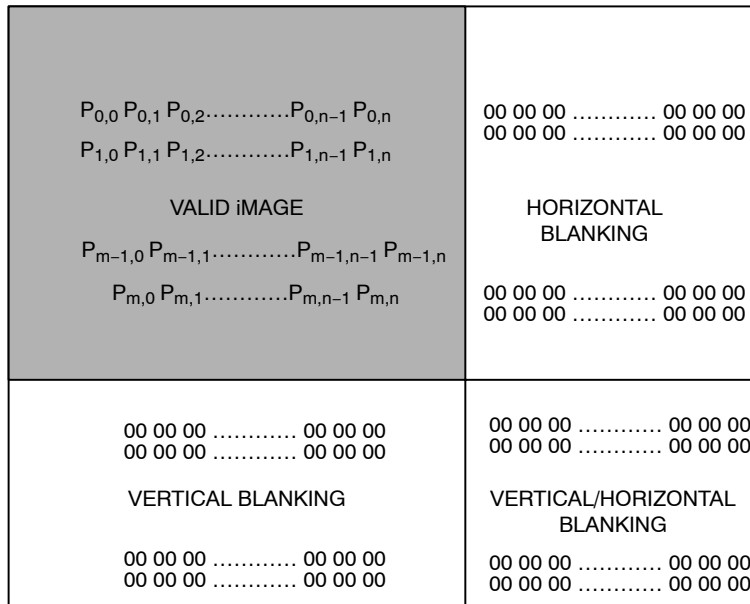 P0,0 P0,1 P0,2............P0,n−1 P0,n
P1,0 P1,1 P1,2............P1,n−1 P1,n
VALID iMAGE
Pm−1,0 Pm−1,1............Pm−1,n−1 Pm−1,n
Pm,0 Pm,1............Pm,n−1 Pm,n
00 00 00 ............ 00 00 00
00 00 00 ............ 00 00 00
HORIZONTAL
BLANKING
00 00 00 ............ 00 00 00
00 00 00 ............ 00 00 00
00 00 00 ............ 00 00 00
00 00 00 ............ 00 00 00
VERTICAL BLANKING
00 00 00 ............ 00 00 00
00 00 00 ............ 00 00 00
00 00 00 ............ 00 00 00
00 00 00 ............ 00 00 00
VERTICAL/HORIZONTAL
BLANKING
00 00 00 ............ 00 00 00
00 00 00 ............ 00 00 00